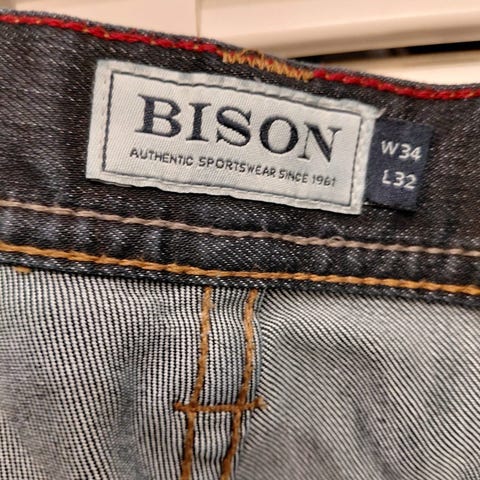 BISON
AUTHENTIC SPORTSWEAR SINCE 1961
W34
L32